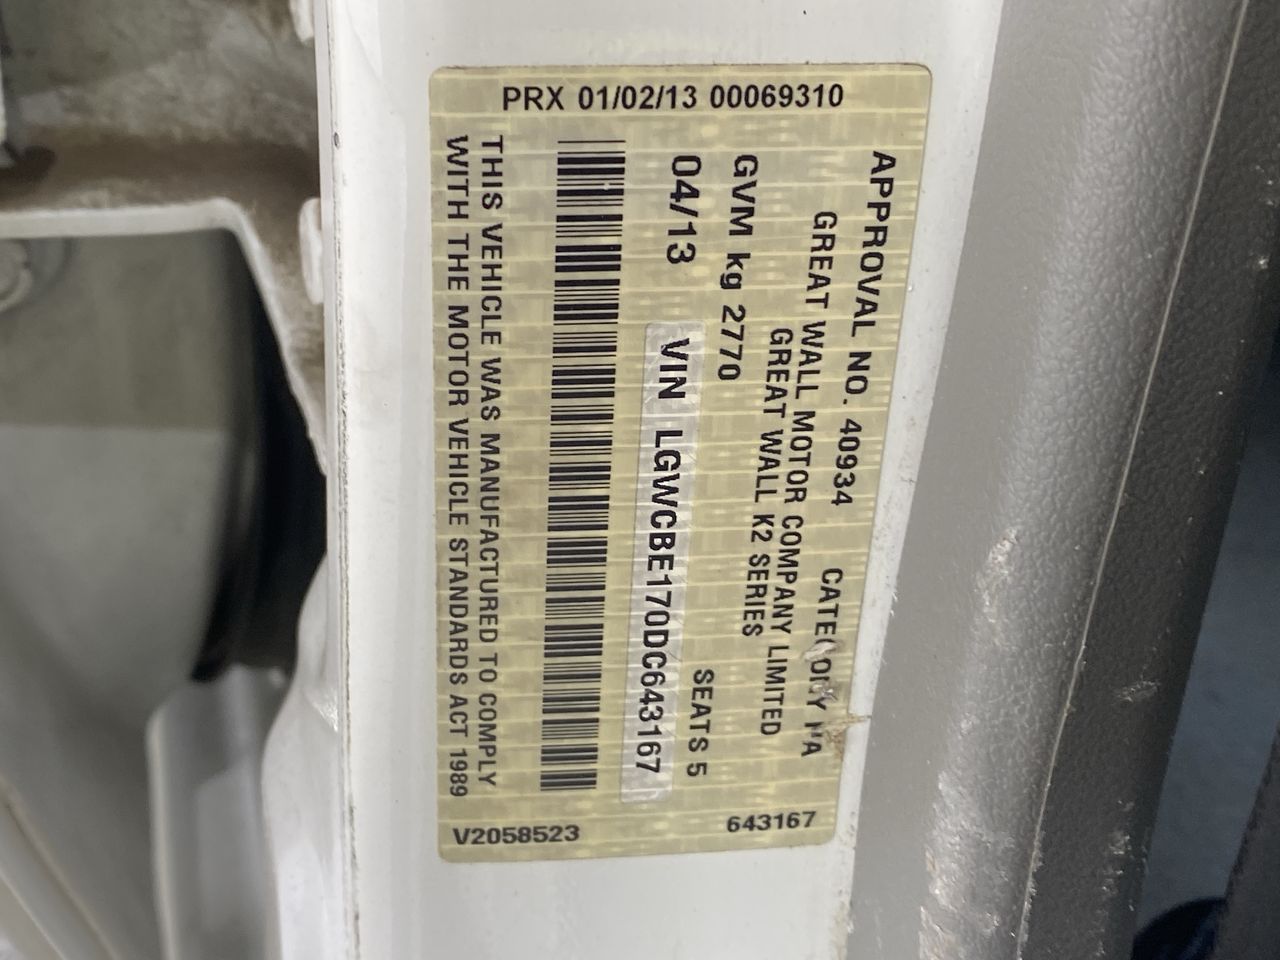 PRX 01/02/13 00069310
APPROVAL NO. 40934 CATEGORY NA
GREAT WALL MOTOR COMPANY LIMITED
GREAT WALL K2 SERIES
GVM kg 2770 SEATS 5
04/13 VIN LGWCBE170DC643167
THIS VEHICLE WAS MANUFACTURED TO COMPLY
WITH THE MOTOR VEHICLE STANDARDS ACT 1989
V2058523 643167